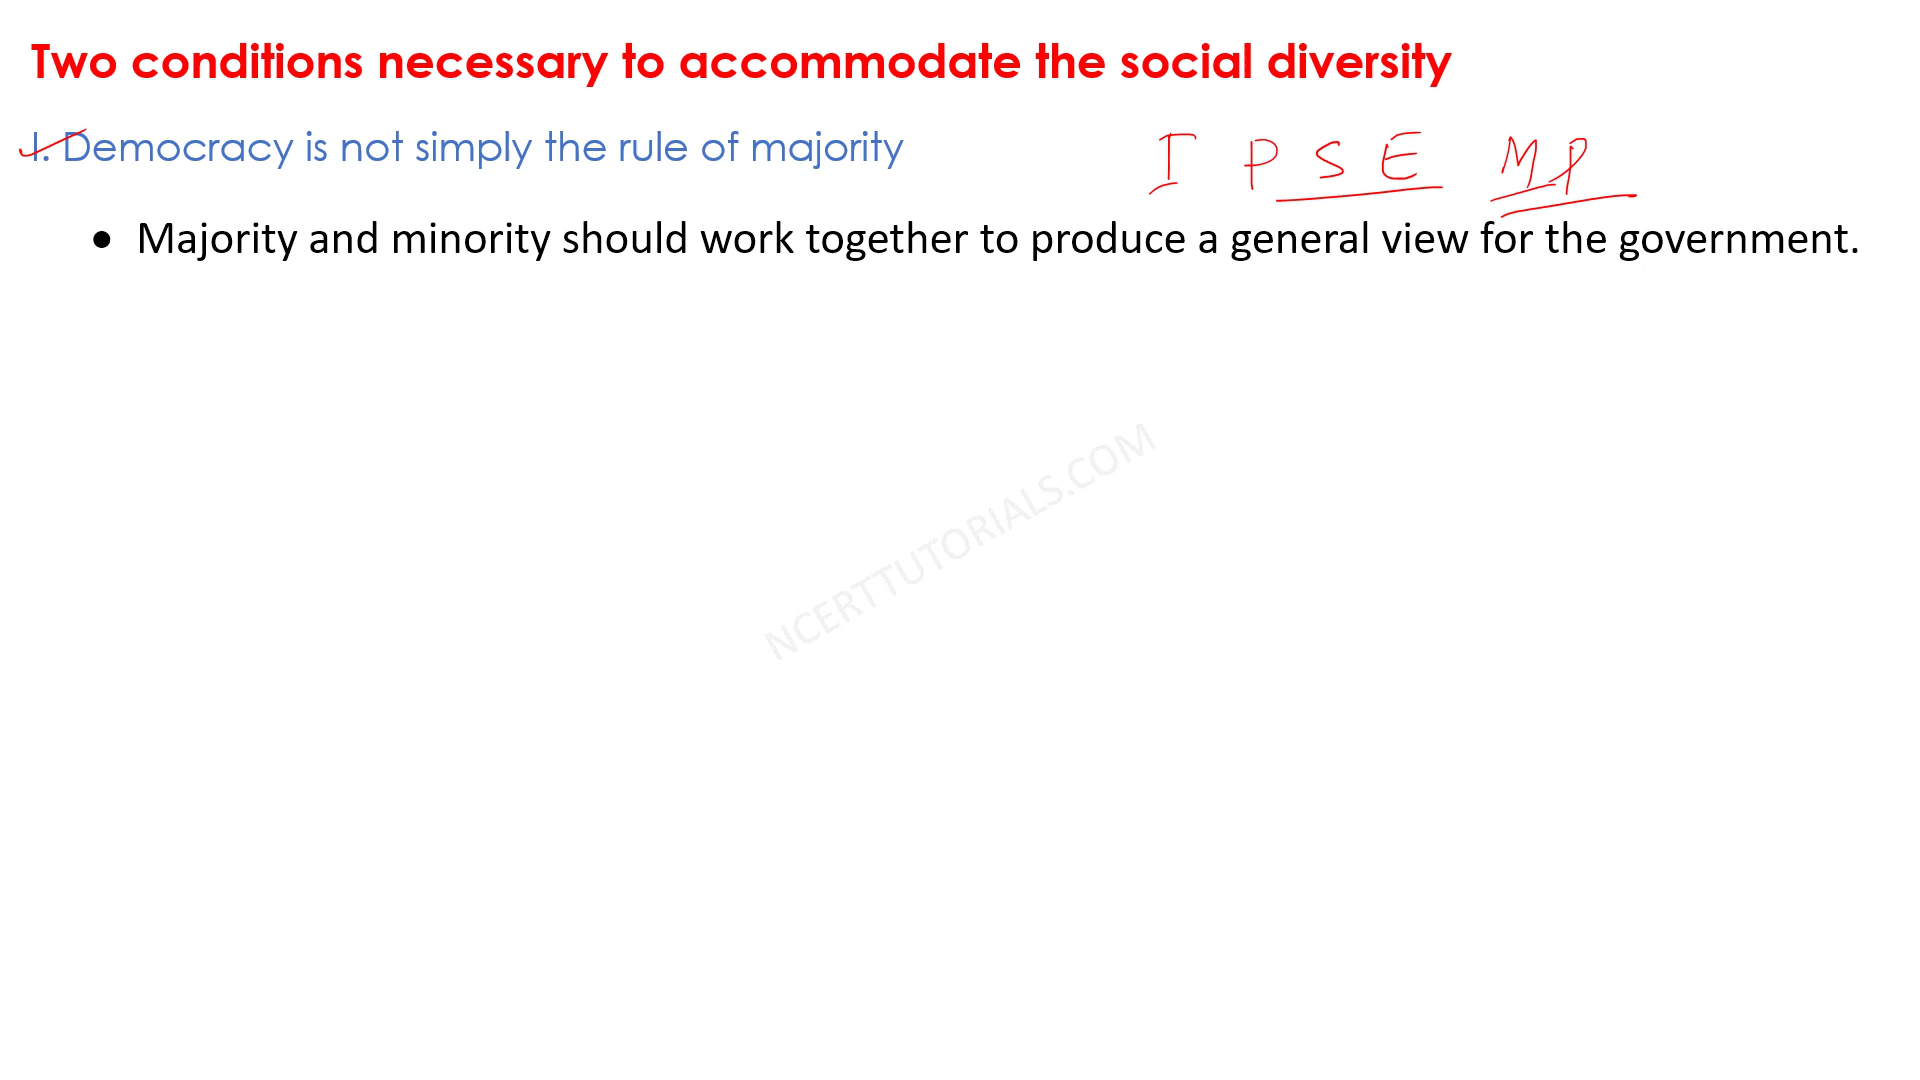 Two conditions necessary to accommodate the social diversity
I. Democracy is not simply the rule of majority
I P S E MP
• Majority and minority should work together to produce a general view for the government.
NCERTTUTORIALS.COM